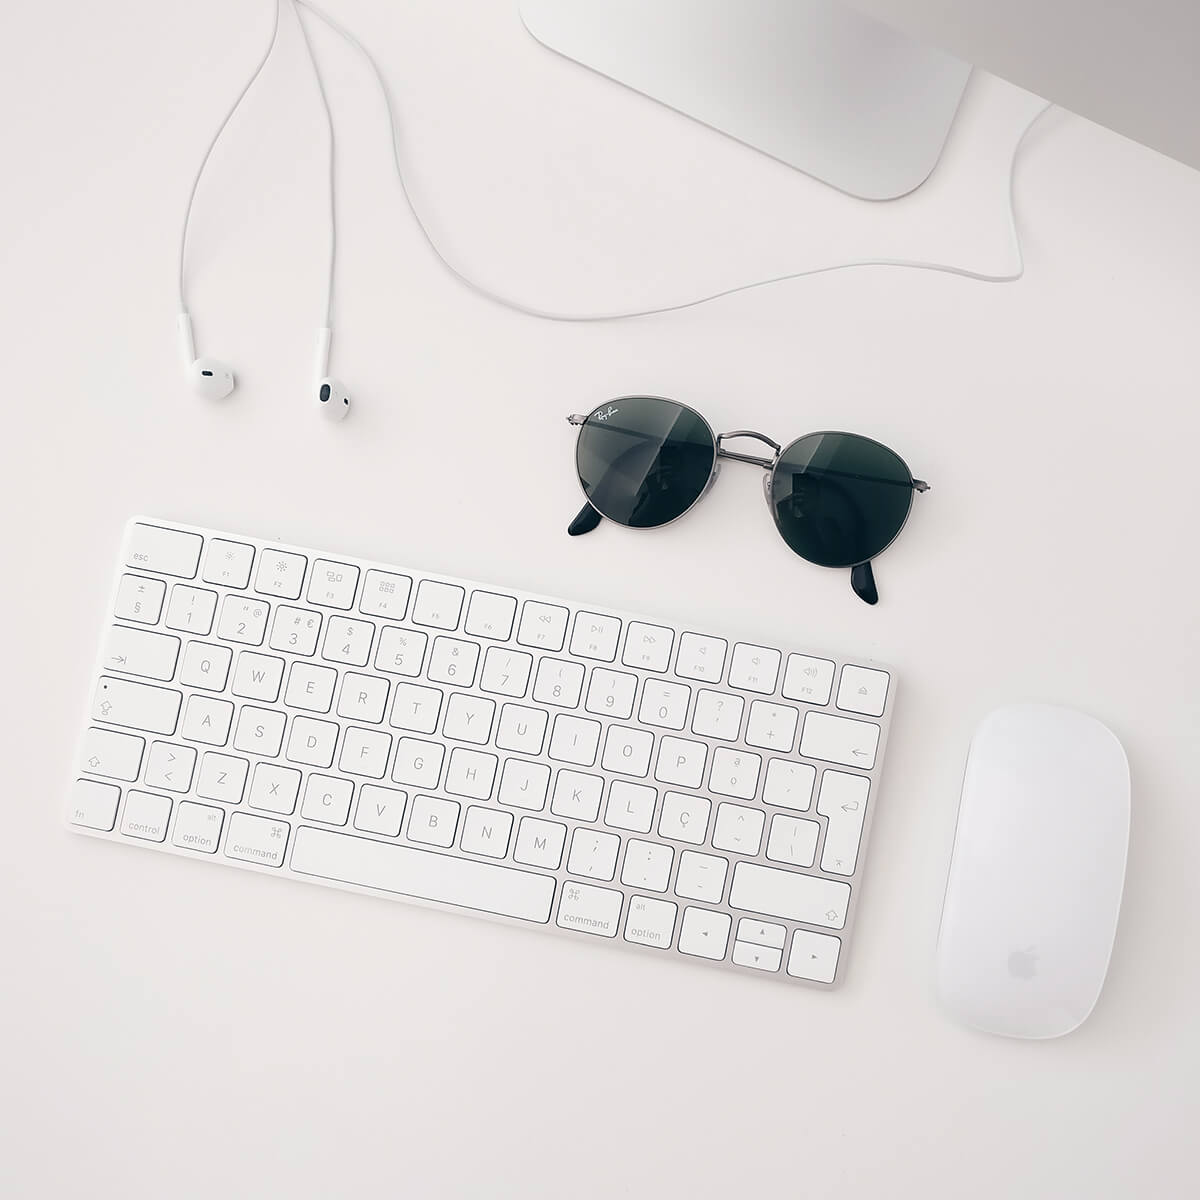 Ray-Ban
esc F1 F2 F3 F4 F5 F6 F7 F8 F9 F10 F11 F12
± § ! 1 " @ 2 # € 3 $ 4 % 5 & 6 / 7 ( 8 ) 9 = 0 ? ' * +
Q W E R T Y U I O P ª º
A S D F G H J K L Ç ^ ~ | \
> < Z X C V B N M ; , : . _ -
fn control alt option ⌘ command ⌘ command alt option